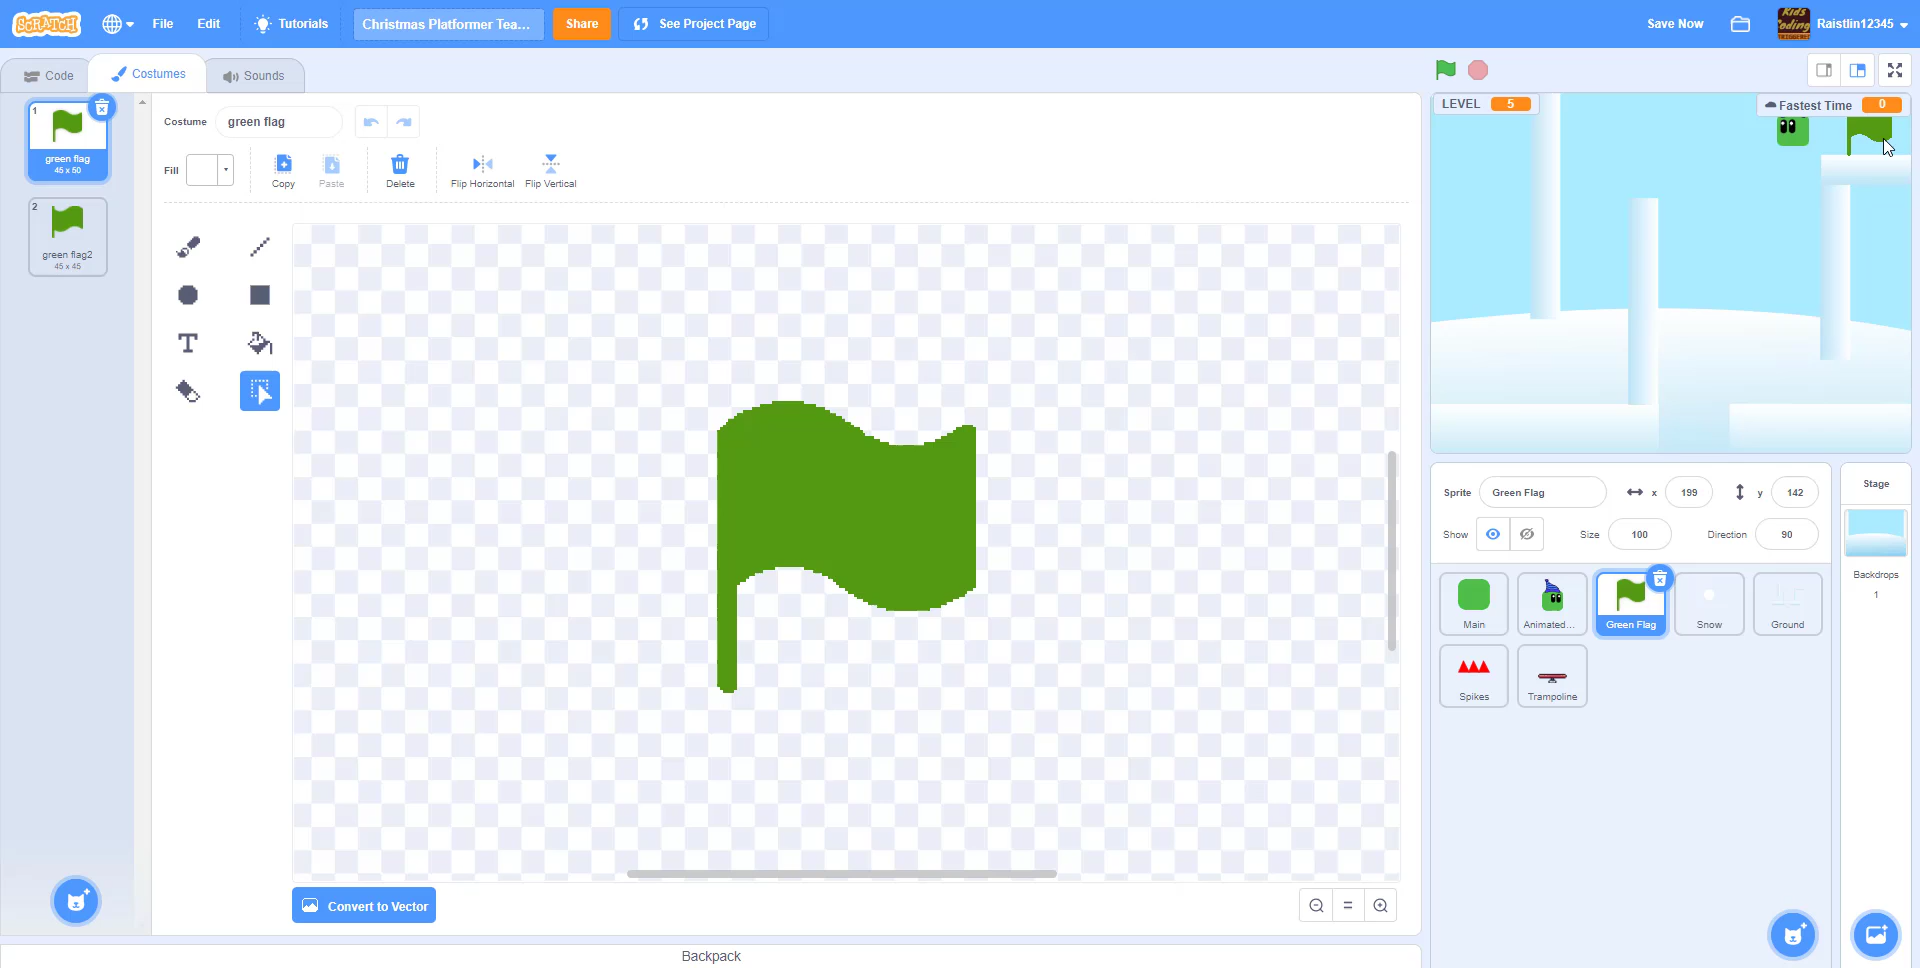 SCRATCH File Edit Tutorials Christmas Platformer Tea... Share See Project Page Save Now Raistlin12345
Code Costumes Sounds
LEVEL 5 Fastest Time 0
1
green flag
45 x 50
2
green flag2
45 x 45
Costume green flag
Fill Copy Paste Delete Flip Horizontal Flip Vertical
T
Convert to Vector
=
Backpack
Sprite Green Flag x 199 y 142
Show Size 100 Direction 90
Main Animated... Green Flag Snow Ground
Spikes Trampoline
Stage
Backdrops
1